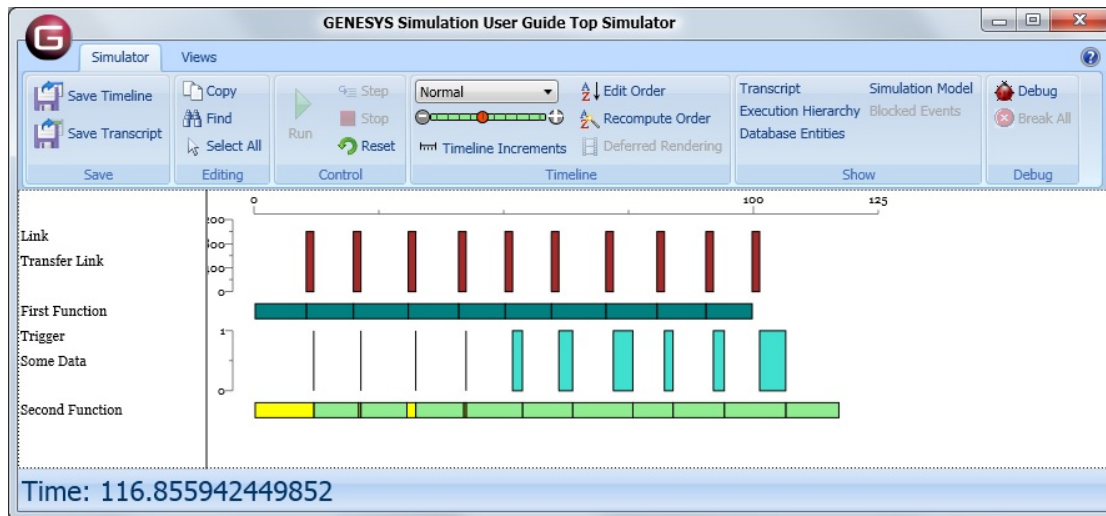 GENESYS Simulation User Guide Top Simulator
G
Simulator Views
Save Timeline
Save Transcript
Save
Copy
Find
Select All
Editing
Run
Step
Stop
Reset
Control
Normal
Timeline Increments
Edit Order
Recompute Order
Deferred Rendering
Timeline
Transcript
Execution Hierarchy
Database Entities
Simulation Model
Blocked Events
Show
Debug
Break All
Debug
0 100 125
Link
Transfer Link
0
First Function
Trigger
Some Data
1
0
Second Function
Time: 116.855942449852